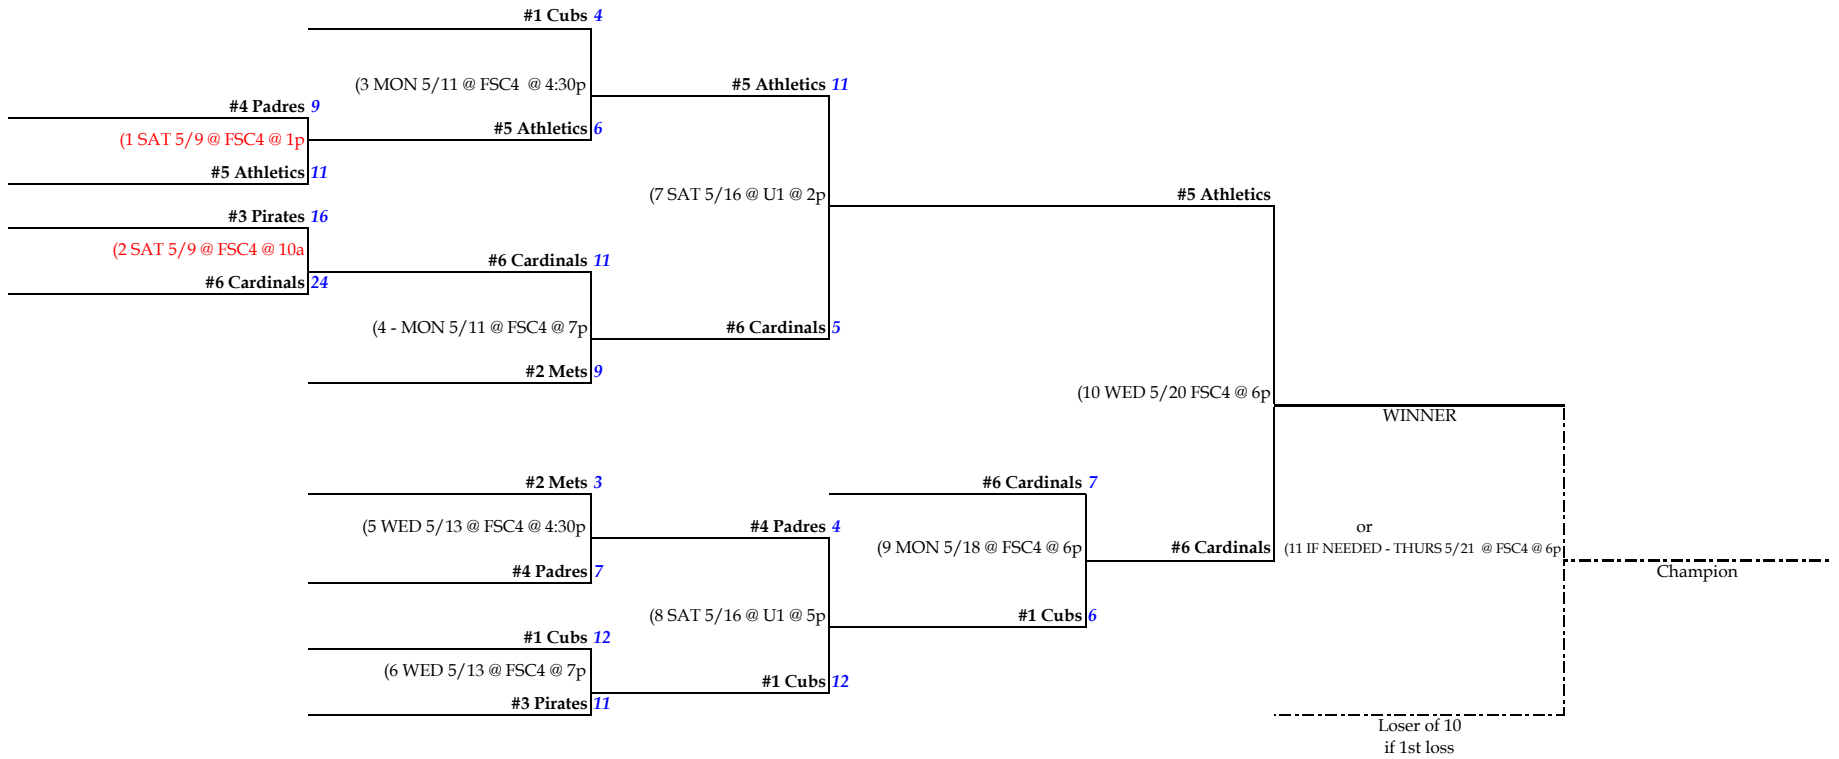 #1 Cubs 4
(3 MON 5/11 @ FSC4 @ 4:30p
#5 Athletics 11
#4 Padres 9
(1 SAT 5/9 @ FSC4 @ 1p
#5 Athletics 6
#5 Athletics 11
(7 SAT 5/16 @ U1 @ 2p
#5 Athletics
#3 Pirates 16
(2 SAT 5/9 @ FSC4 @ 10a
#6 Cardinals 11
#6 Cardinals 24
(4 - MON 5/11 @ FSC4 @ 7p
#6 Cardinals 5
#2 Mets 9
(10 WED 5/20 FSC4 @ 6p
WINNER
#2 Mets 3
#6 Cardinals 7
(5 WED 5/13 @ FSC4 @ 4:30p
#4 Padres 4
or
(9 MON 5/18 @ FSC4 @ 6p
#6 Cardinals
(11 IF NEEDED - THURS 5/21 @ FSC4 @ 6p
#4 Padres 7
Champion
(8 SAT 5/16 @ U1 @ 5p
#1 Cubs 6
#1 Cubs 12
(6 WED 5/13 @ FSC4 @ 7p
#1 Cubs 12
#3 Pirates 11
Loser of 10
if 1st loss